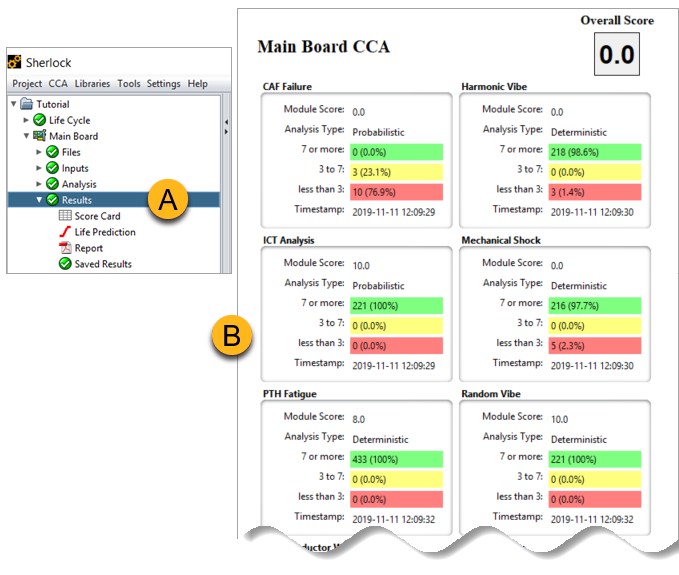 Sherlock
Project CCA Libraries Tools Settings Help
Tutorial
Life Cycle
Main Board
Files
Inputs
Analysis
Results
A
Score Card
Life Prediction
Report
Saved Results
B
Overall Score
Main Board CCA
0.0
CAF Failure
Module Score: 0.0
Analysis Type: Probabilistic
7 or more: 0 (0.0%)
3 to 7: 3 (23.1%)
less than 3: 10 (76.9%)
Timestamp: 2019-11-11 12:09:29
Harmonic Vibe
Module Score: 0.0
Analysis Type: Deterministic
7 or more: 218 (98.6%)
3 to 7: 0 (0.0%)
less than 3: 3 (1.4%)
Timestamp: 2019-11-11 12:09:30
ICT Analysis
Module Score: 10.0
Analysis Type: Probabilistic
7 or more: 221 (100%)
3 to 7: 0 (0.0%)
less than 3: 0 (0.0%)
Timestamp: 2019-11-11 12:09:29
Mechanical Shock
Module Score: 0.0
Analysis Type: Deterministic
7 or more: 216 (97.7%)
3 to 7: 0 (0.0%)
less than 3: 5 (2.3%)
Timestamp: 2019-11-11 12:09:30
PTH Fatigue
Module Score: 8.0
Analysis Type: Deterministic
7 or more: 433 (100%)
3 to 7: 0 (0.0%)
less than 3: 0 (0.0%)
Timestamp: 2019-11-11 12:09:32
Random Vibe
Module Score: 10.0
Analysis Type: Deterministic
7 or more: 221 (100%)
3 to 7: 0 (0.0%)
less than 3: 0 (0.0%)
Timestamp: 2019-11-11 12:09:32